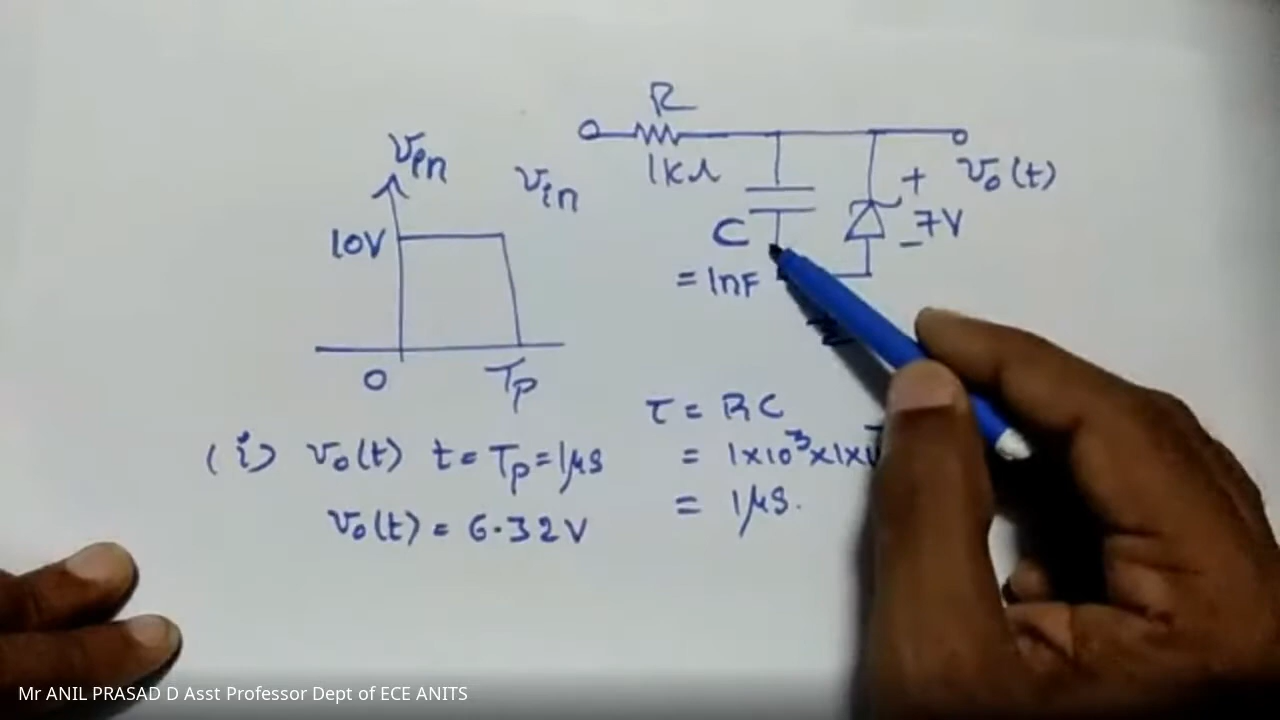 R
1kΩ
Vin
Vin
10V
0
Tp
C
= 1nF
+
7V
-
Vo(t)
τ = RC
= 1×10³×1×1
= 1μs.
(i) Vo(t) t = Tp = 1μs
Vo(t) = 6.32V
Mr ANIL PRASAD D Asst Professor Dept of ECE ANITS